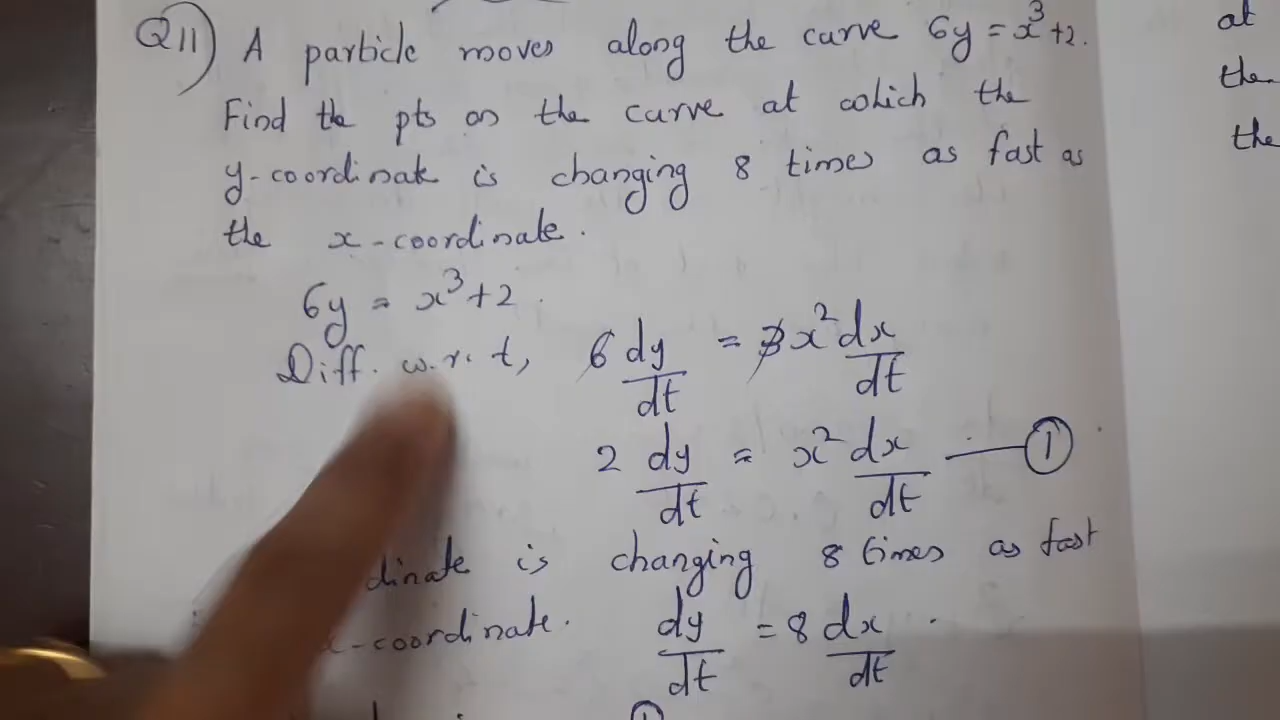 Q11) A particle moves along the curve 6y = x³+2.
Find the pts on the curve at which the
y-coordinate is changing 8 times as fast as
the x-coordinate.
6y = x³+2.
Diff. w.r. t, 6 dy/dt = 3x² dx/dt
2 dy/dt = x² dx/dt — ①
dinate is changing 8 times as fast
x-coordinate. dy/dt = 8 dx/dt.
①
at
the
the